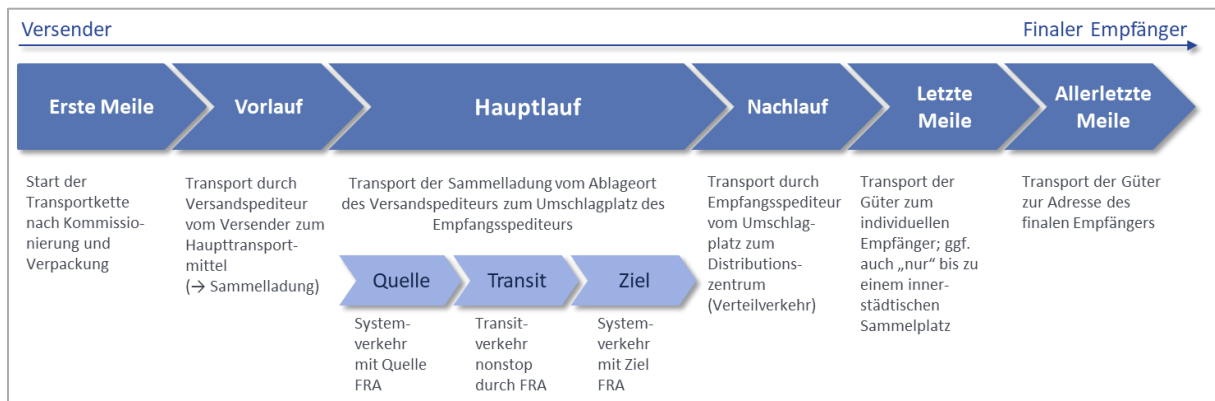 Versender
Finaler Empfänger
Erste Meile
Vorlauf
Hauptlauf
Nachlauf
Letzte
Meile
Allerletzte
Meile
Start der
Transportkette
nach Kommissio-
nierung und
Verpackung
Transport durch
Versandspediteur
vom Versender zum
Haupttransport-
mittel
(→ Sammelladung)
Transport der Sammelladung vom Ablageort
des Versandspediteurs zum Umschlagplatz des
Empfangsspediteurs
Quelle
Transit
Ziel
System-
verkehr
mit Quelle
FRA
Transit-
verkehr
nonstop
durch FRA
System-
verkehr
mit Ziel
FRA
Transport durch
Empfangsspediteur
vom Umschlag-
platz zum
Distributions-
zentrum
(Verteilverkehr)
Transport der
Güter zum
individuellen
Empfänger; ggf.
auch „nur“ bis zu
einem inner-
städtischen
Sammelplatz
Transport der Güter
zur Adresse des
finalen Empfängers